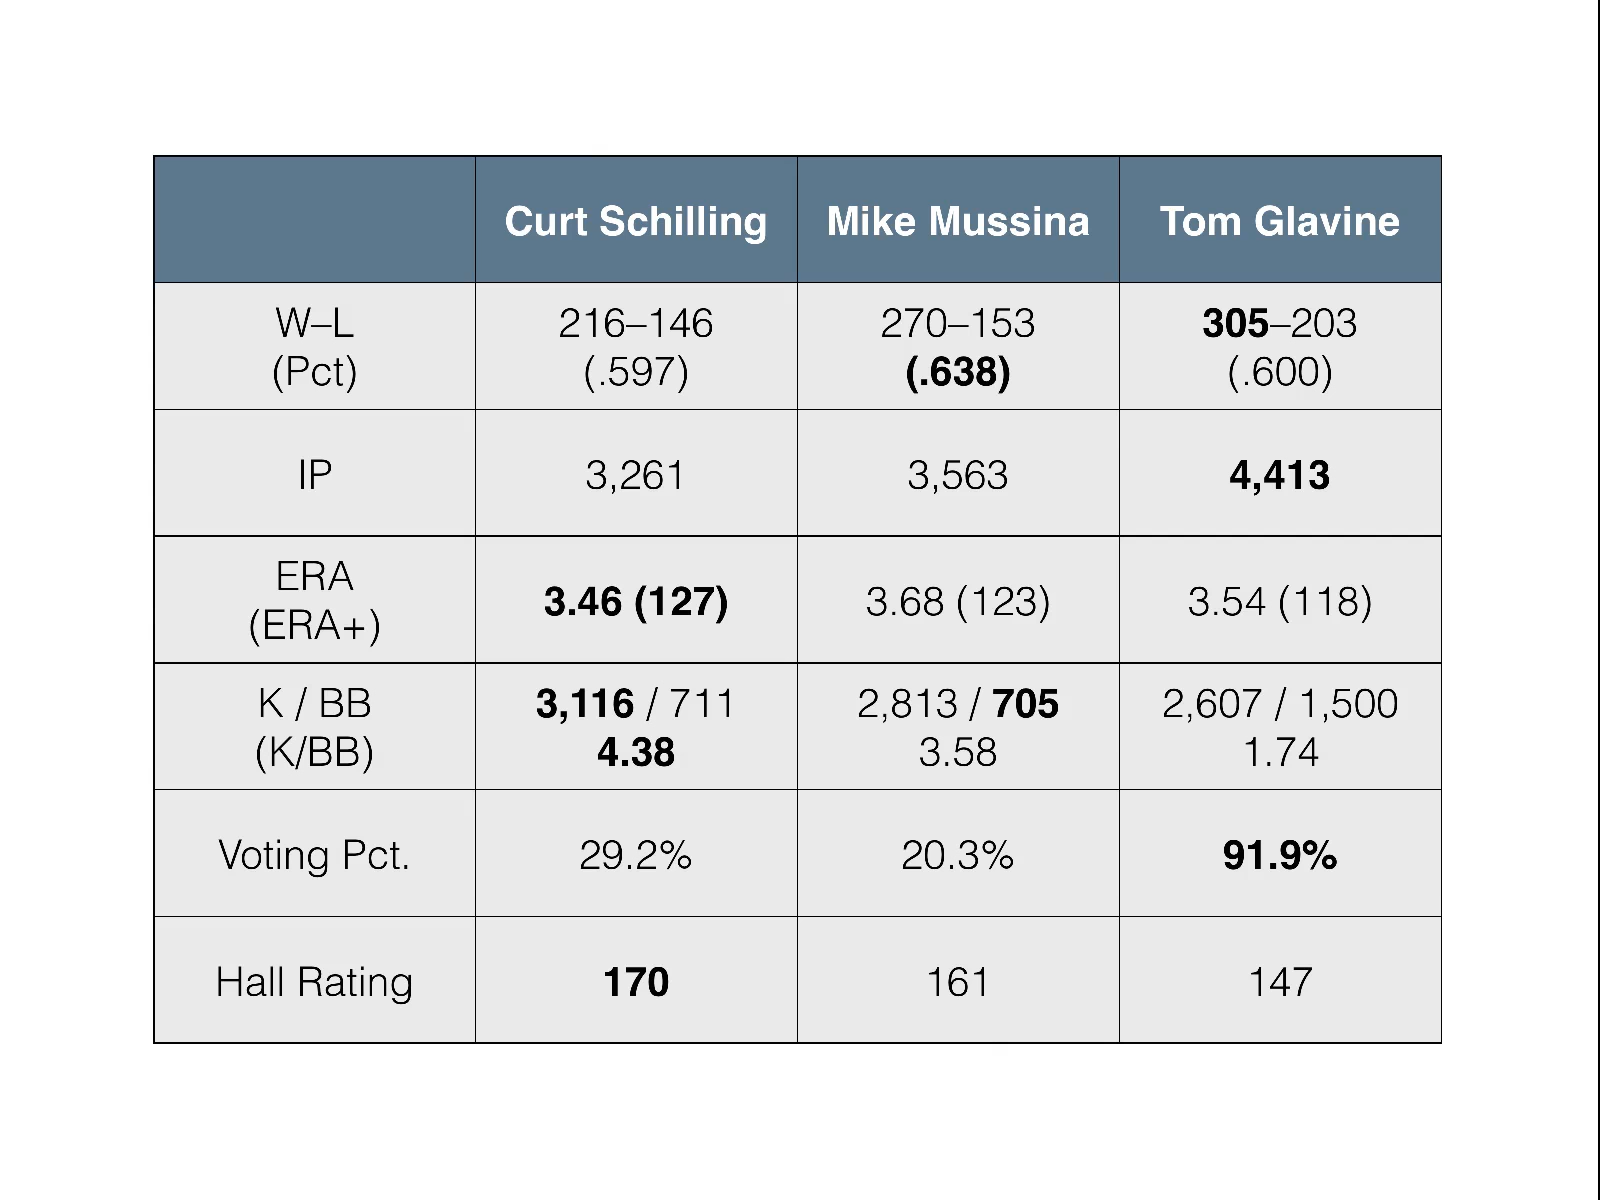 Curt Schilling Mike Mussina Tom Glavine
W–L 216–146 270–153 305–203
(Pct) (.597) (.638) (.600)
IP 3,261 3,563 4,413
ERA
3.46 (127) 3.68 (123) 3.54 (118)
(ERA+)
K / BB 3,116 / 711 2,813 / 705 2,607 / 1,500
(K/BB) 4.38 3.58 1.74
Voting Pct. 29.2% 20.3% 91.9%
Hall Rating 170 161 147